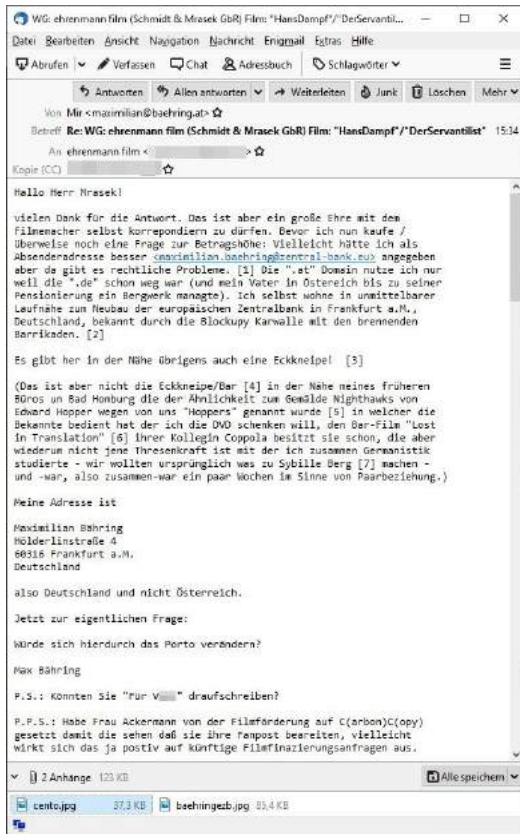 WG: ehrenmann film (Schmidt & Mrasek GbR) Film: "HansDampf"/"DerServantil...
Datei Bearbeiten Ansicht Navigation Nachricht Enigmail Extras Hilfe
Abrufen Verfassen Chat Adressbuch Schlagwörter
Antworten Allen antworten Weiterleiten Junk Löschen Mehr
Von Mir <maximilian@baehring.at>
Betreff Re: WG: ehrenmann film (Schmidt & Mrasek GbR) Film: "HansDampf"/"DerServantilist" 15:34
An ehrenmann film < >
Kopie (CC)
Hallo Herr Mrasek!
vielen Dank für die Antwort. Das ist aber ein große Ehre mit dem
filmemacher selbst korrepondiern zu dürfen. Bevor ich nun kaufe /
überweise noch eine Frage zur Betragshöhe: Vielleicht hätte ich als
Absenderadresse besser <maximilian.baehring@zentral-bank.eu> angegeben
aber da gibt es rechtliche Probleme. [1] Die ".at" Domain nutze ich nur
weil die ".de" schon weg war (und mein Vater in Östereich bis zu seiner
Pensionierung ein Bergwerk managte). Ich selbst wohne in unmittelbarer
Laufnähe zum Neubau der europäischen Zentralbank in Frankfurt a.M.,
Deutschland, bekannt durch die Blockupy Karwalle mit den brennenden
Barrikaden. [2]
Es gibt her in der Nähe übrigens auch eine Eckkneipe! [3]
(Das ist aber nicht die Eckkneipe/Bar [4] in der Nähe meines früheren
Büros un Bad Homburg die der Ähnlichkeit zum Gemälde Nighthawks von
Edward Hopper wegen von uns "Hoppers" genannt wurde [5] in welcher die
Bekannte bedient hat der ich die DVD schenken will, den Bar-Film "Lost
in Translation" [6] ihrer Kollegin Coppola besitzt sie schon, die aber
wiederum nicht jene Thresenkraft ist mit der ich zusammen Germanistik
studierte - wir wollten ursprünglich was zu Sybille Berg [7] machen -
und -war, also zusammen-war ein paar Wochen im Sinne von Paarbeziehung.)
Meine Adresse ist
Maximilian Bähring
Hölderlinstraße 4
60316 Frankfurt a.M.
Deutschland
also Deutschland und nicht Österreich.
Jetzt zur eigentlichen Frage:
Würde sich hierdurch das Porto verändern?
Max Bähring
P.S.: Könnten Sie "Für V " draufschreiben?
P.P.S.: Habe Frau Ackermann von der Filmförderung auf C(arbon)C(opy)
gesetzt damit die sehen daß sie ihre Fanpost beareiten, vielleicht
wirkt sich das ja postiv auf künftige Filmfinazierungsanfragen aus.
2 Anhänge 123 KB Alle speichern
cento.jpg 37,3 KB baehringezb.jpg 85,4 KB